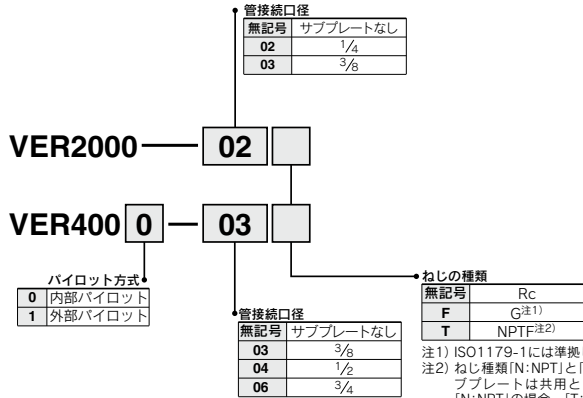 管接続口径
無記号 サブプレートなし
02 1/4
03 3/8
VER2000 — 02
VER400 0 — 03
パイロット方式
0 内部パイロット
1 外部パイロット
管接続口径
無記号 サブプレートなし
03 3/8
04 1/2
06 3/4
ねじの種類
無記号 Rc
F G注1)
T NPTF注2)
注1) ISO1179-1には準拠
注2) ねじ種類「N:NPT」と「
ブプレートは共用と